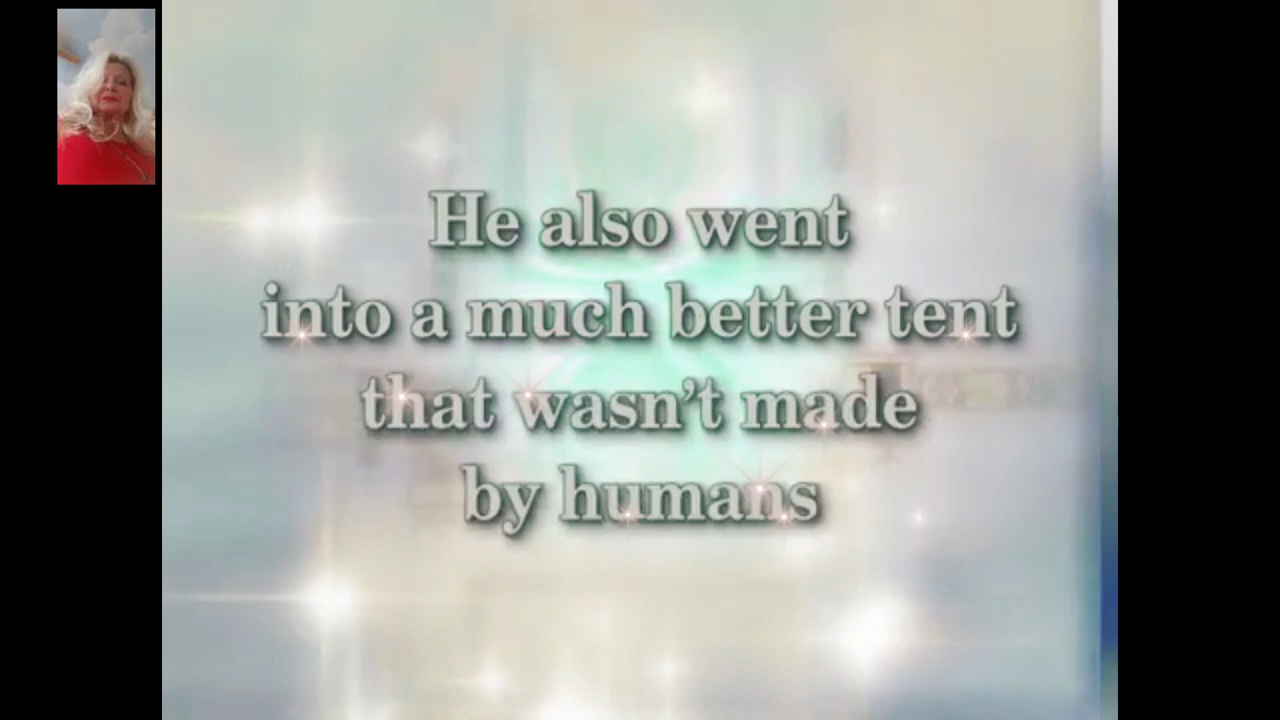 He also went
into a much better tent
that wasn’t made
by humans